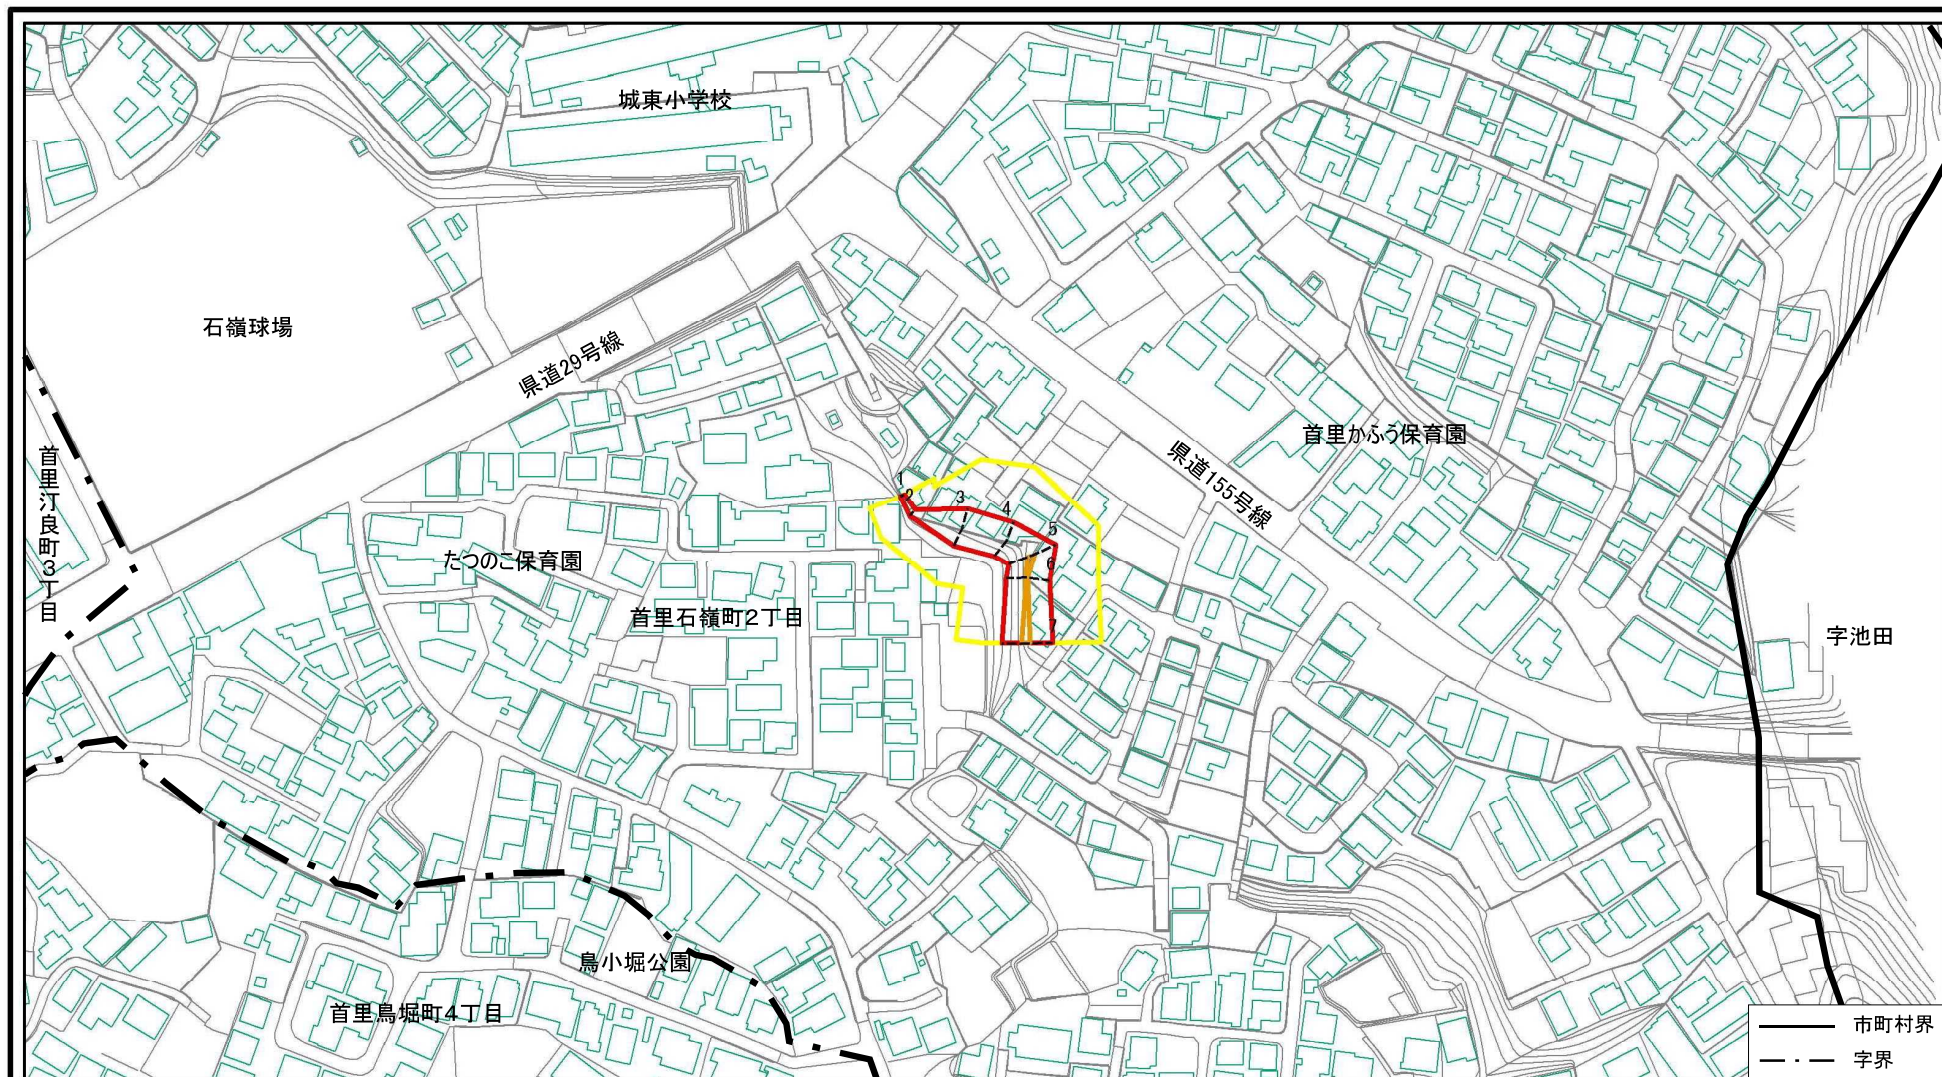 城東小学校
石嶺球場
県道29号線
首里かふう保育園
県道155号線
首里汀良町3丁目
1
2
3
4
5
6
7
たつのこ保育園
首里石嶺町2丁目
字池田
鳥小堀公園
首里鳥堀町4丁目
市町村界
字界